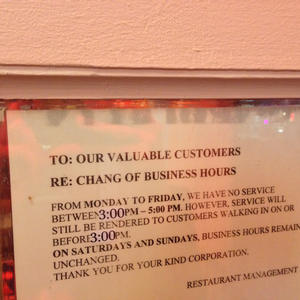 TO: OUR VALUABLE CUSTOMERS
RE: CHANG OF BUSINESS HOURS
FROM MONDAY TO FRIDAY, WE HAVE NO SERVICE
BETWEEN 3:00PM – 5:00 PM. HOWEVER, SERVICE WILL
STILL BE RENDERED TO CUSTOMERS WALKING IN ON OR
BEFORE 3:00PM.
ON SATURDAYS AND SUNDAYS, BUSINESS HOURS REMAIN
UNCHANGED.
THANK YOU FOR YOUR KIND CORPORATION.
RESTAURANT MANAGEMENT